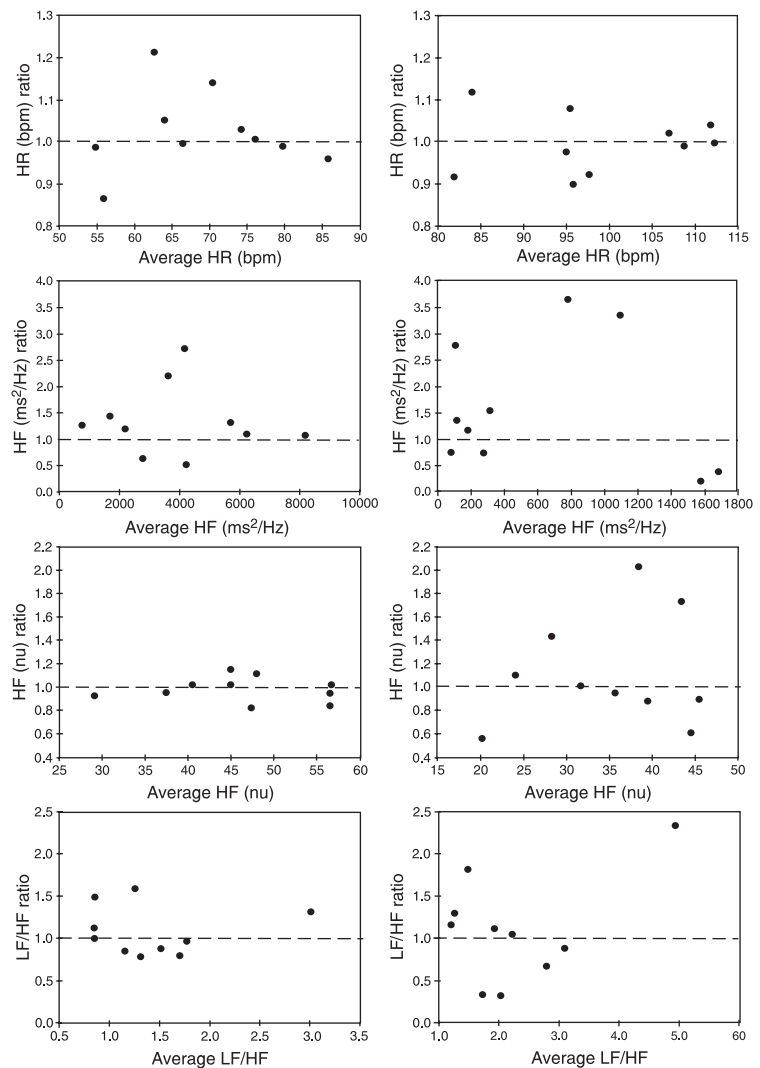 1.3
1.2
1.1
1.0
0.9
0.8
HR (bpm) ratio
50 55 60 65 70 75 80 85 90
Average HR (bpm)
1.3
1.2
1.1
1.0
0.9
0.8
HR (bpm) ratio
80 85 95 95 100 105 110 115
Average HR (bpm)
4.0
3.5
3.0
2.5
2.0
1.5
1.0
0.5
0.0
HF (ms²/Hz) ratio
0 2000 4000 6000 8000 10000
Average HF (ms²/Hz)
4.0
3.5
3.0
2.5
2.0
1.5
1.0
0.5
0.0
HF (ms²/Hz) ratio
0 200 400 600 800 1000 1200 1400 1600 1800
Average HF (ms²/Hz)
2.2
2.0
1.8
1.6
1.4
1.2
1.0
0.8
0.6
0.4
HF (nu) ratio
25 30 35 40 45 50 55 60
Average HF (nu)
2.2
2.0
1.8
1.6
1.4
1.2
1.0
0.8
0.6
0.4
HF (nu) ratio
15 20 25 30 35 40 45 50
Average HF (nu)
2.5
2.0
1.5
1.0
0.5
0.0
LF/HF ratio
0.5 1.0 1.5 2.0 2.5 3.0 3.5
Average LF/HF
2.5
2.0
1.5
1.0
0.5
0.0
LF/HF ratio
1.0 2.0 3.0 4.0 5.0 60
Average LF/HF